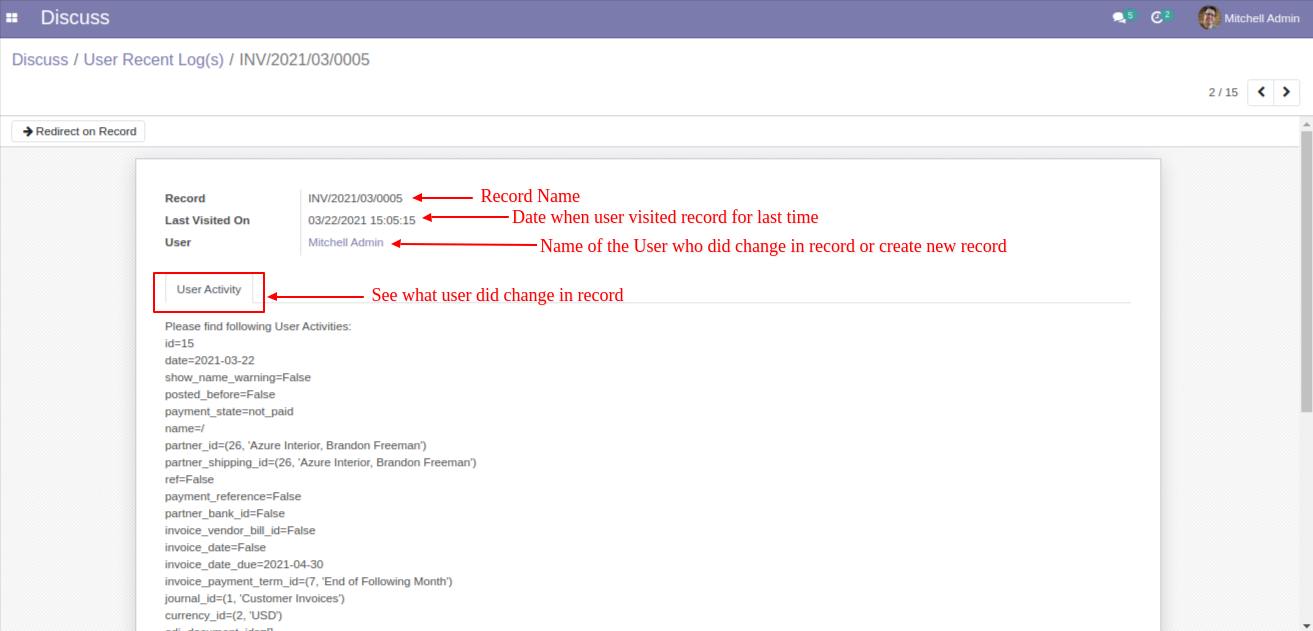 Discuss
5
2
Mitchell Admin
Discuss / User Recent Log(s) / INV/2021/03/0005
2 / 15
Redirect on Record
Record INV/2021/03/0005 Record Name
Last Visited On 03/22/2021 15:05:15 Date when user visited record for last time
User Mitchell Admin Name of the User who did change in record or create new record
User Activity See what user did change in record
Please find following User Activities:
id=15
date=2021-03-22
show_name_warning=False
posted_before=False
payment_state=not_paid
name=/
partner_id=(26, 'Azure Interior, Brandon Freeman')
partner_shipping_id=(26, 'Azure Interior, Brandon Freeman')
ref=False
payment_reference=False
partner_bank_id=False
invoice_vendor_bill_id=False
invoice_date=False
invoice_date_due=2021-04-30
invoice_payment_term_id=(7, 'End of Following Month')
journal_id=(1, 'Customer Invoices')
currency_id=(2, 'USD')